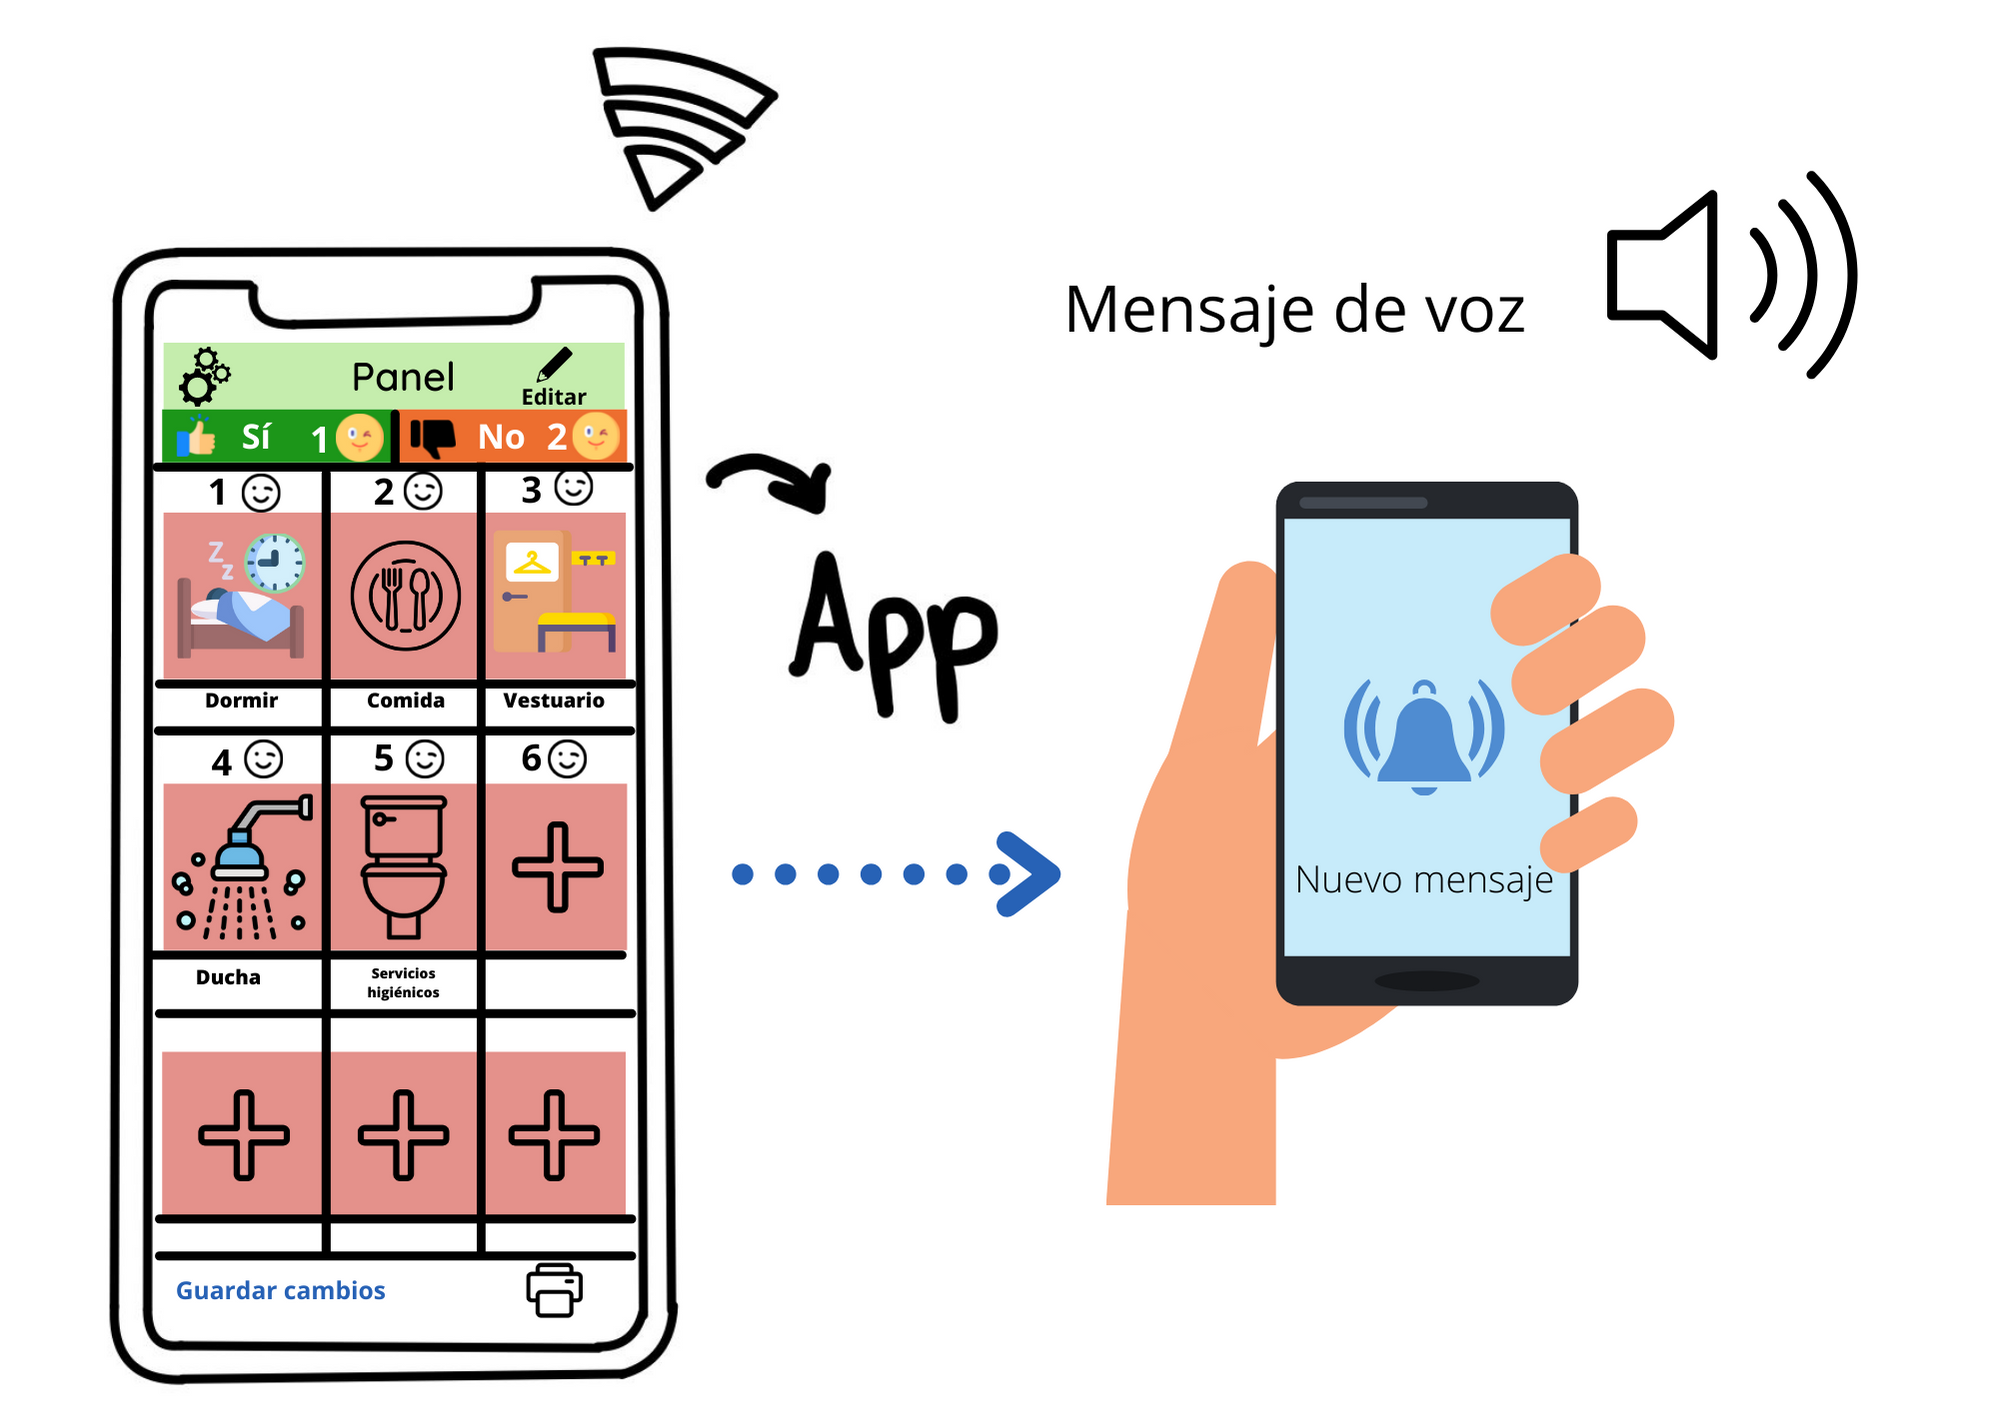 Mensaje de voz
Panel
Editar
Sí 1
No 2
1
2
3
Z
z
Dormir
Comida
Vestuario
4
5
6
Ducha
Servicios
higiénicos
Guardar cambios
App
Nuevo mensaje